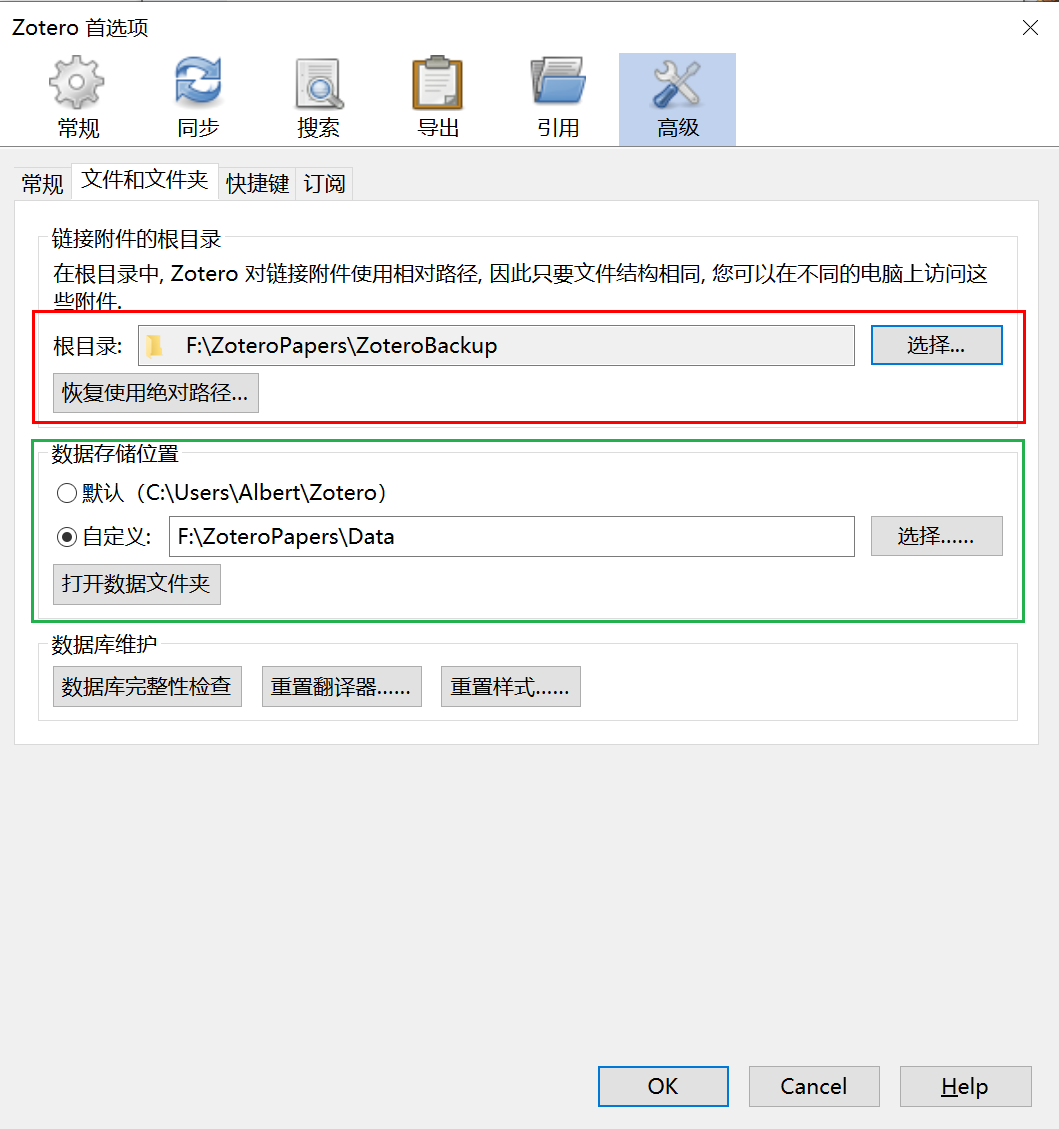 Zotero 首选项
常规 同步 搜索 导出 引用 高级
常规 文件和文件夹 快捷键 订阅
链接附件的根目录
在根目录中, Zotero 对链接附件使用相对路径, 因此只要文件结构相同, 您可以在不同的电脑上访问这
些附件.
根目录: F:\ZoteroPapers\ZoteroBackup 选择...
恢复使用绝对路径...
数据存储位置
默认（C:\Users\Albert\Zotero）
自定义: F:\ZoteroPapers\Data 选择......
打开数据文件夹
数据库维护
数据库完整性检查 重置翻译器...... 重置样式......
OK Cancel Help